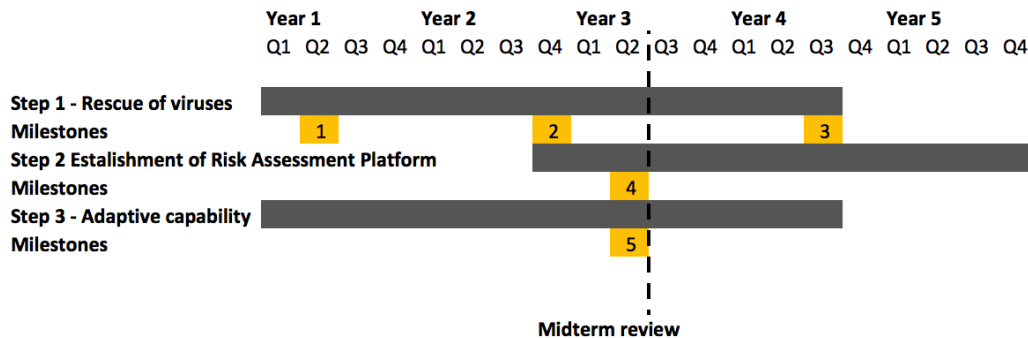 Year 1 Year 2 Year 3 Year 4 Year 5
Q1 Q2 Q3 Q4 Q1 Q2 Q3 Q4 Q1 Q2 Q3 Q4 Q1 Q2 Q3 Q4 Q1 Q2 Q3 Q4
Step 1 - Rescue of viruses
Milestones 1 2 3
Step 2 Estalishment of Risk Assessment Platform
Milestones 4
Step 3 - Adaptive capability
Milestones 5
Midterm review